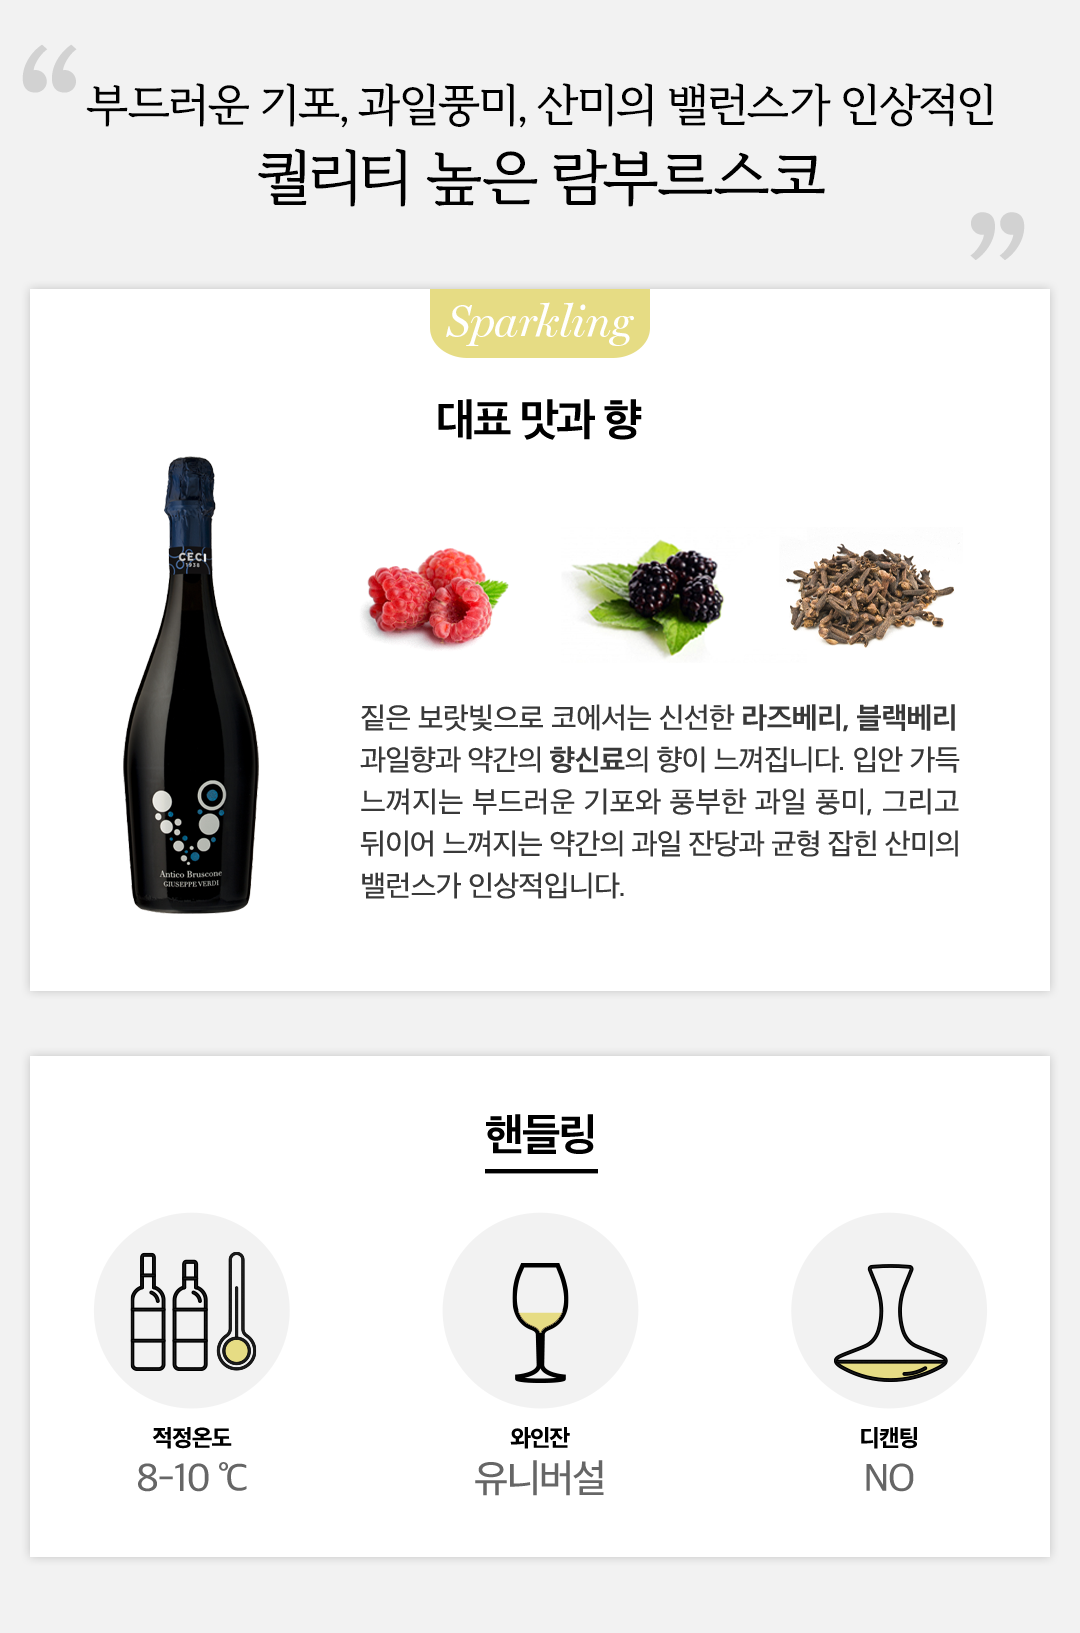 “
부드러운 기포, 과일풍미, 산미의 밸런스가 인상적인
퀄리티 높은 람부르스코
”
Sparkling
대표 맛과 향
CECI
1938
Antico Bruscone
GIUSEPPE VERDI
짙은 보랏빛으로 코에서는 신선한 라즈베리, 블랙베리
과일향과 약간의 향신료의 향이 느껴집니다. 입안 가득
느껴지는 부드러운 기포와 풍부한 과일 풍미, 그리고
뒤이어 느껴지는 약간의 과일 잔당과 균형 잡힌 산미의
밸런스가 인상적입니다.
핸들링
적정온도
8-10 ℃
와인잔
유니버설
디캔팅
NO